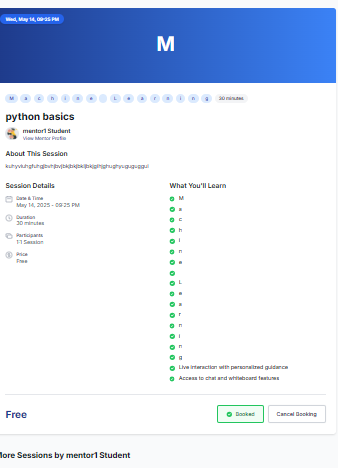 Wed, May 14, 09:25 PM
M
M a c h i n e L e a r n i n g 30 minutes
python basics
mentor1 Student
View Mentor Profile
About This Session
Session Details
What You'll Learn
Date & Time
May 14, 2025 - 09:25 PM
Duration
30 minutes
Participants
1:1 Session
Price
Free
M
a
c
h
i
n
e
L
e
a
r
n
i
n
g
Live interaction with personalized guidance
Access to chat and whiteboard features
Free
Booked
Cancel Booking
More Sessions by mentor1 Student